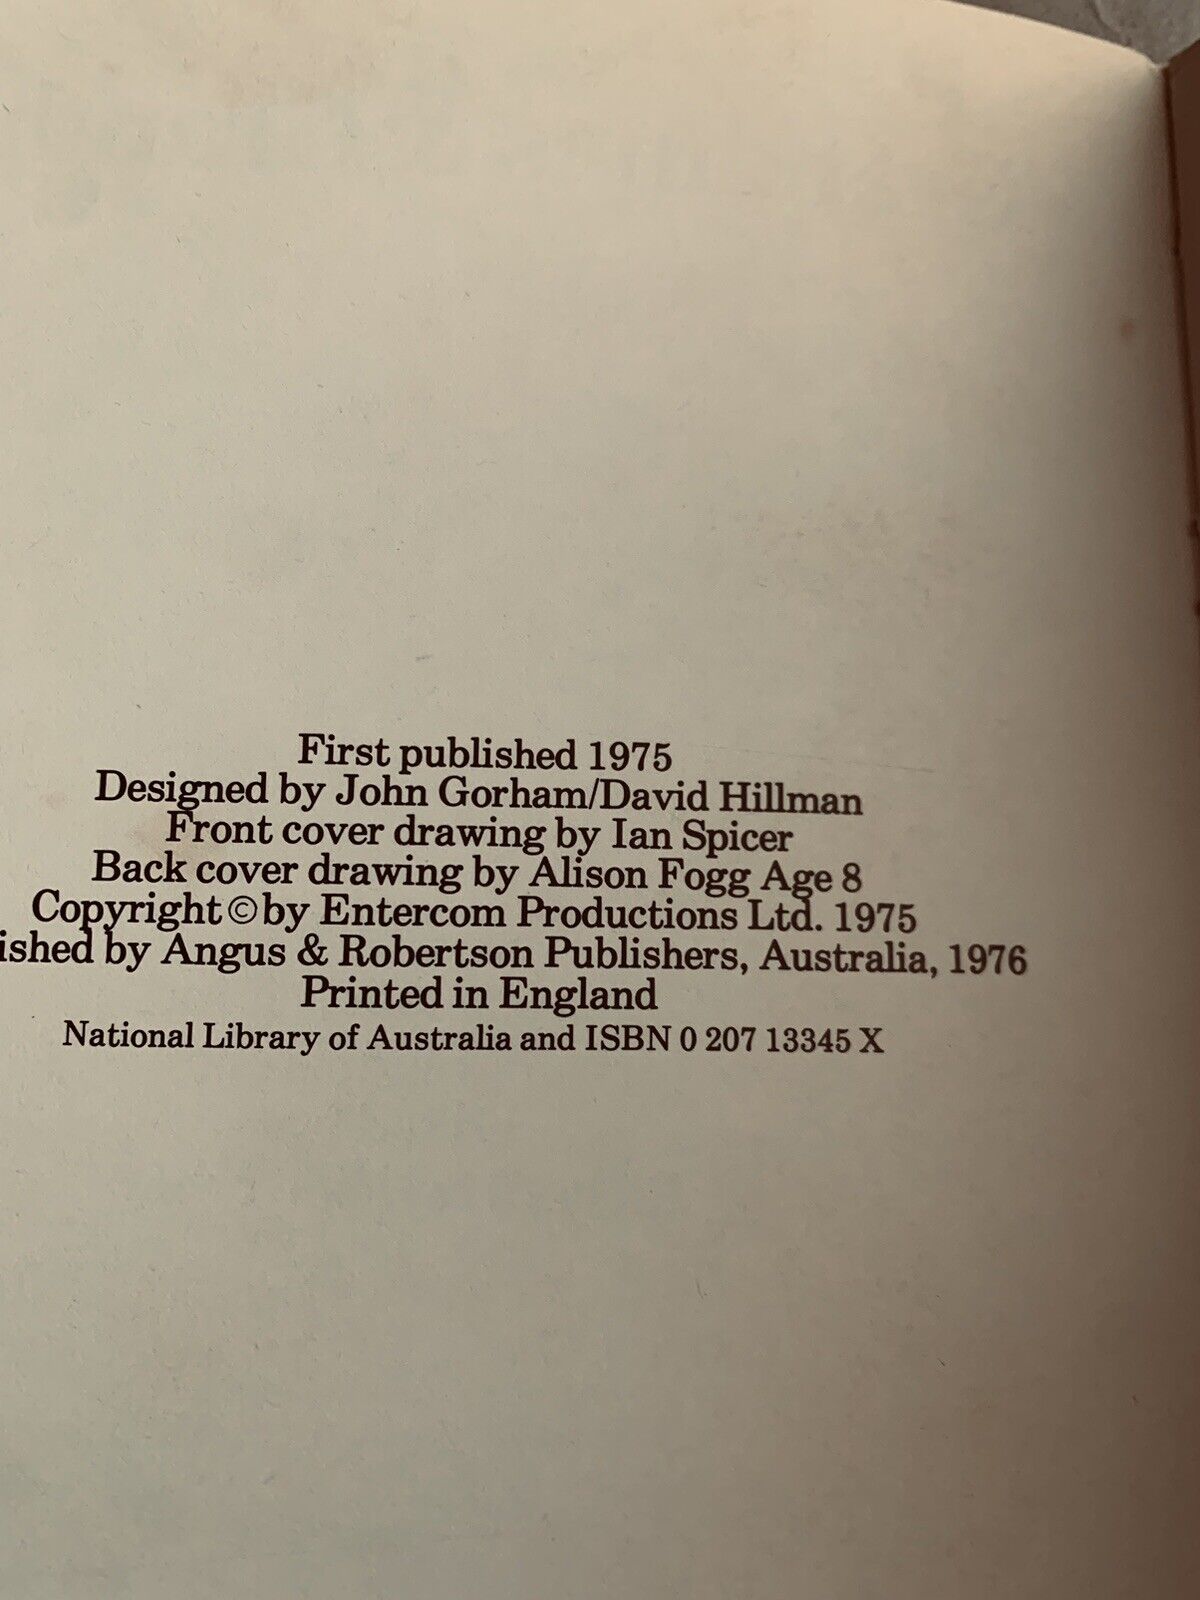 First published 1975
Designed by John Gorham/David Hillman
Front cover drawing by Ian Spicer
Back cover drawing by Alison Fogg Age 8
Copyright © by Entercom Productions Ltd. 1975
ished by Angus & Robertson Publishers, Australia, 1976
Printed in England
National Library of Australia and ISBN 0 207 13345 X